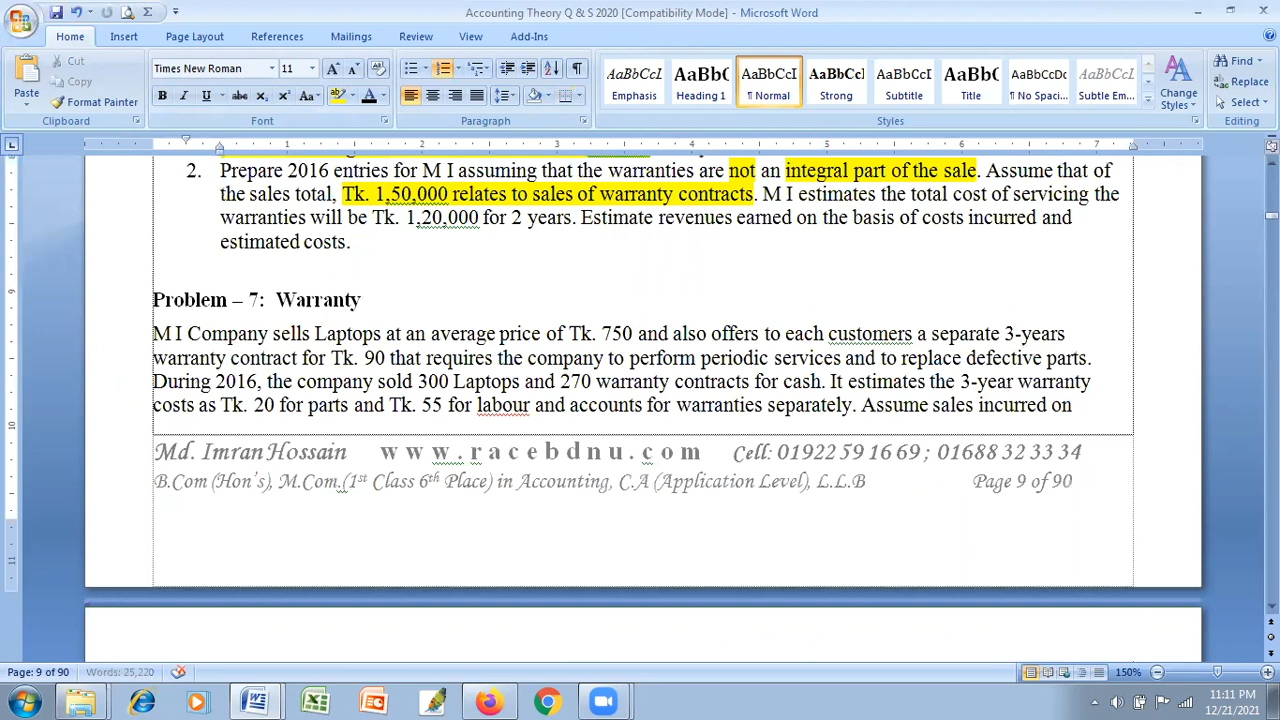 Accounting Theory Q & S 2020 [Compatibility Mode] - Microsoft Word
Home Insert Page Layout References Mailings Review View Add-Ins
Paste
Cut
Copy
Format Painter
Clipboard
Times New Roman 11
Font
Paragraph
AaBbCcI AaBbC AaBbCcI AaBbCc AaBbCcI AaBbC AaBbCcDc AaBbCcI
Emphasis Heading 1 ¶ Normal Strong Subtitle Title ¶ No Spaci... Subtle Em...
Change Styles
Styles
Find
Replace
Select
Editing
1 2 3 4 5 6 7
2. Prepare 2016 entries for M I assuming that the warranties are not an integral part of the sale. Assume that of
the sales total, Tk. 1,50,000 relates to sales of warranty contracts. M I estimates the total cost of servicing the
warranties will be Tk. 1,20,000 for 2 years. Estimate revenues earned on the basis of costs incurred and
estimated costs.
Problem – 7: Warranty
M I Company sells Laptops at an average price of Tk. 750 and also offers to each customers a separate 3-years
warranty contract for Tk. 90 that requires the company to perform periodic services and to replace defective parts.
During 2016, the company sold 300 Laptops and 270 warranty contracts for cash. It estimates the 3-year warranty
costs as Tk. 20 for parts and Tk. 55 for labour and accounts for warranties separately. Assume sales incurred on
Md. Imran Hossain w w w . r a c e b d n u . c o m Cell: 01922 59 16 69 ; 01688 32 33 34
B.Com (Hon's), M.Com.(1st Class 6th Place) in Accounting, C.A (Application Level), L.L.B Page 9 of 90
Page: 9 of 90 Words: 25,220 150%
11:11 PM
12/21/2021